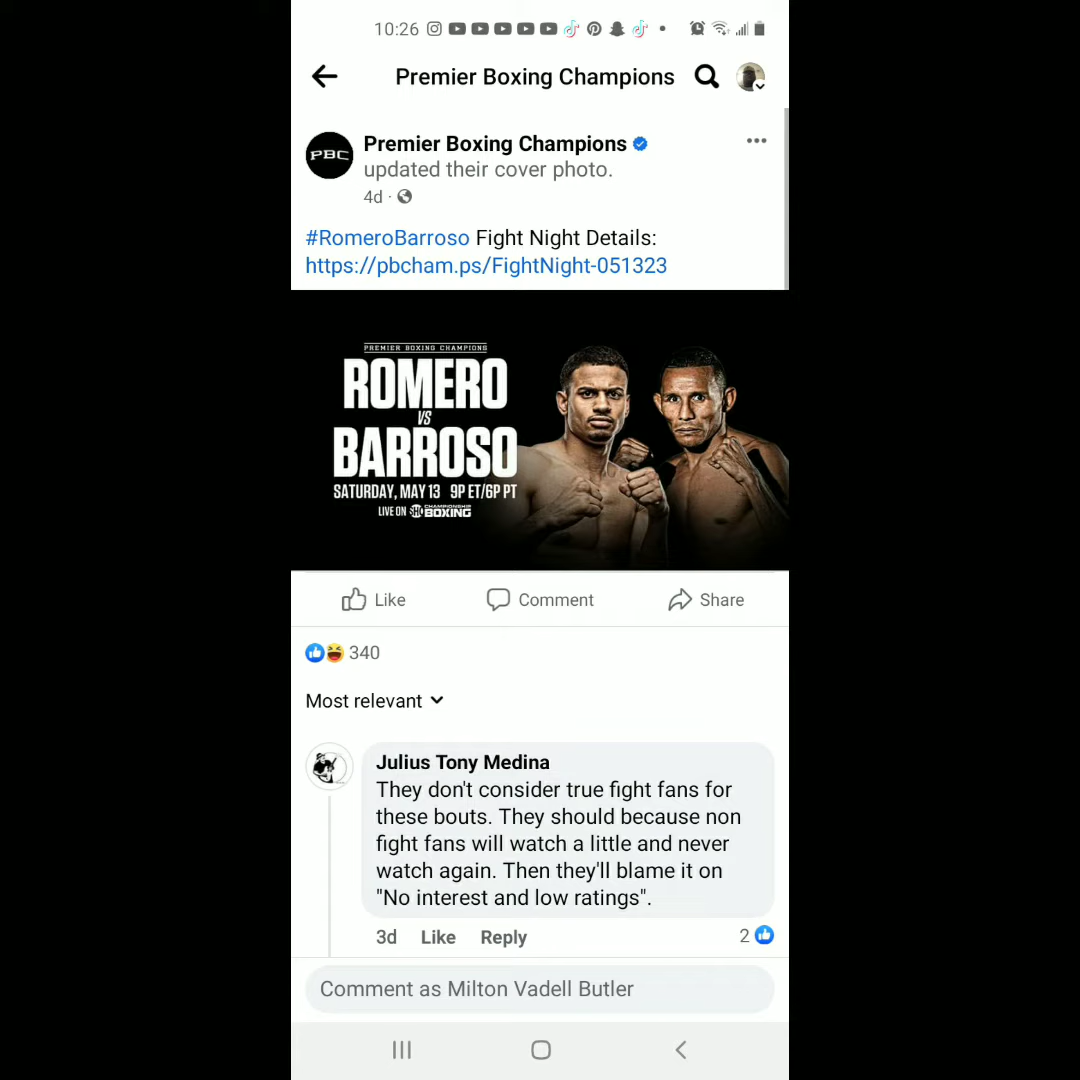 10:26
Premier Boxing Champions
PBC
Premier Boxing Champions
updated their cover photo.
4d ·
#RomeroBarroso Fight Night Details:
https://pbcham.ps/FightNight-051323
PREMIER BOXING CHAMPIONS
ROMERO
VS
BARROSO
SATURDAY, MAY 13 9P ET/6P PT
LIVE ON SHO CHAMPIONSHIP BOXING
Like Comment Share
340
Most relevant
Julius Tony Medina
They don't consider true fight fans for
these bouts. They should because non
fight fans will watch a little and never
watch again. Then they'll blame it on
"No interest and low ratings".
3d Like Reply 2
Comment as Milton Vadell Butler